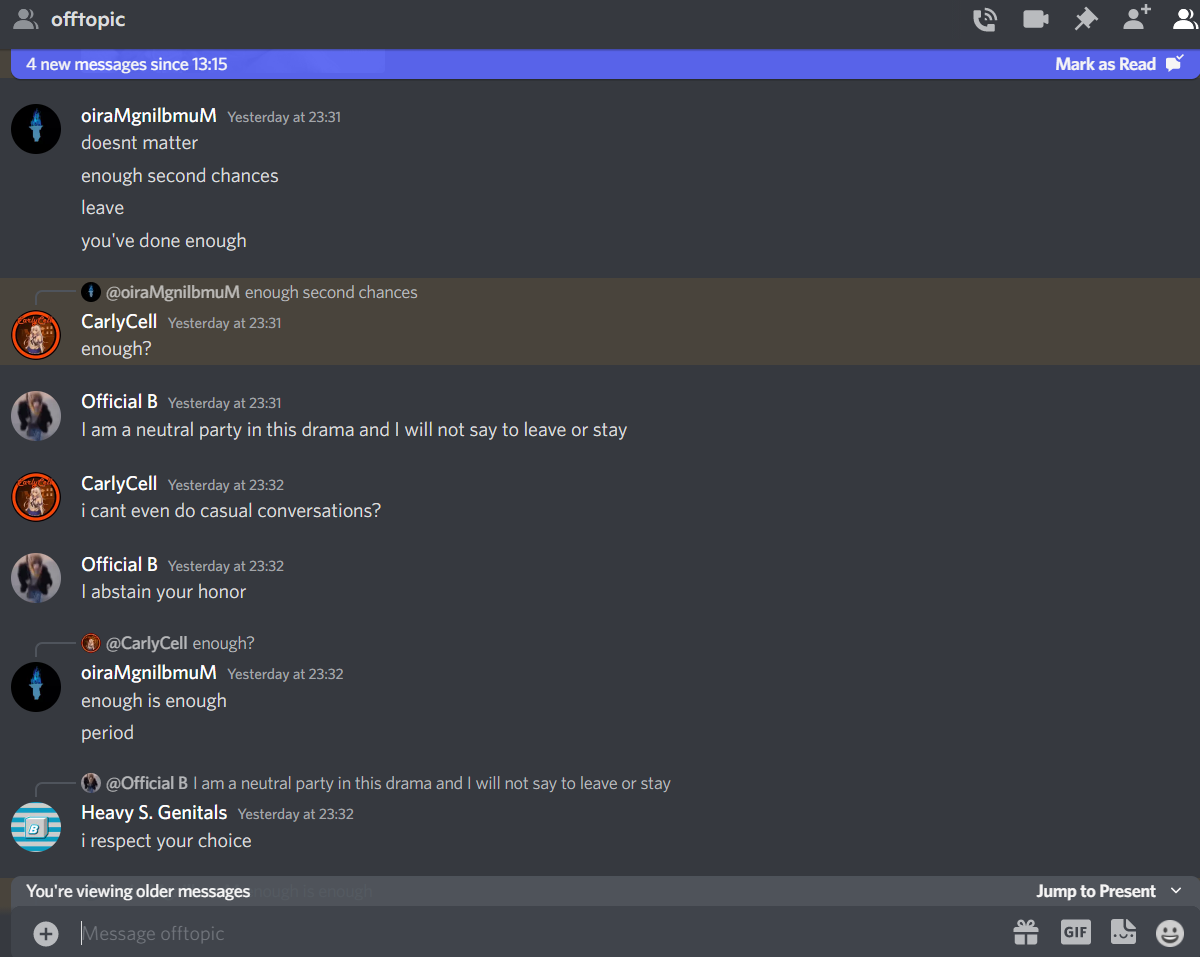 offtopic
4 new messages since 13:15 Mark as Read
oiraMgnilbmuM Yesterday at 23:31
doesnt matter
enough second chances
leave
you've done enough
@oiraMgnilbmuM enough second chances
CarlyCell Yesterday at 23:31
enough?
Official B Yesterday at 23:31
I am a neutral party in this drama and I will not say to leave or stay
CarlyCell Yesterday at 23:32
i cant even do casual conversations?
Official B Yesterday at 23:32
I abstain your honor
@CarlyCell enough?
oiraMgnilbmuM Yesterday at 23:32
enough is enough
period
@Official B I am a neutral party in this drama and I will not say to leave or stay
B
Heavy S. Genitals Yesterday at 23:32
i respect your choice
You're viewing older messages Jump to Present
Message offtopic GIF